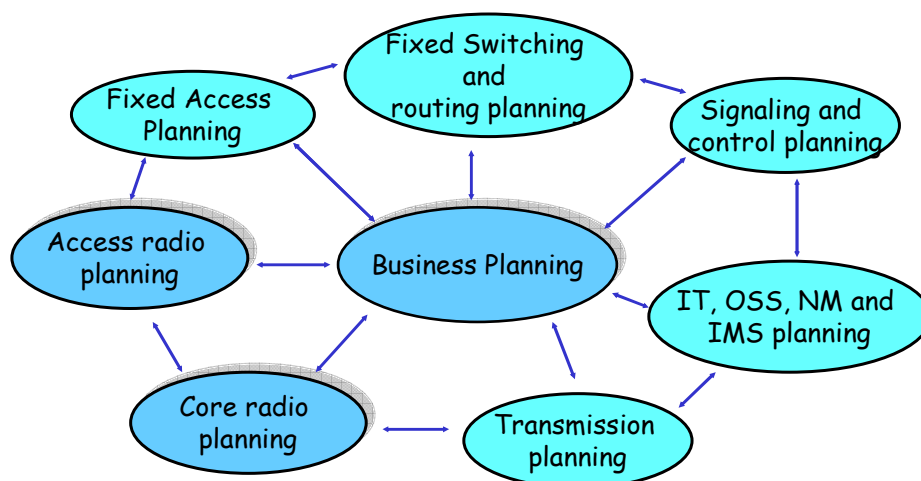 Fixed Switching
and
routing planning
Fixed Access
Planning
Signaling and
control planning
Access radio
planning
Business Planning
IT, OSS, NM and
IMS planning
Core radio
planning
Transmission
planning